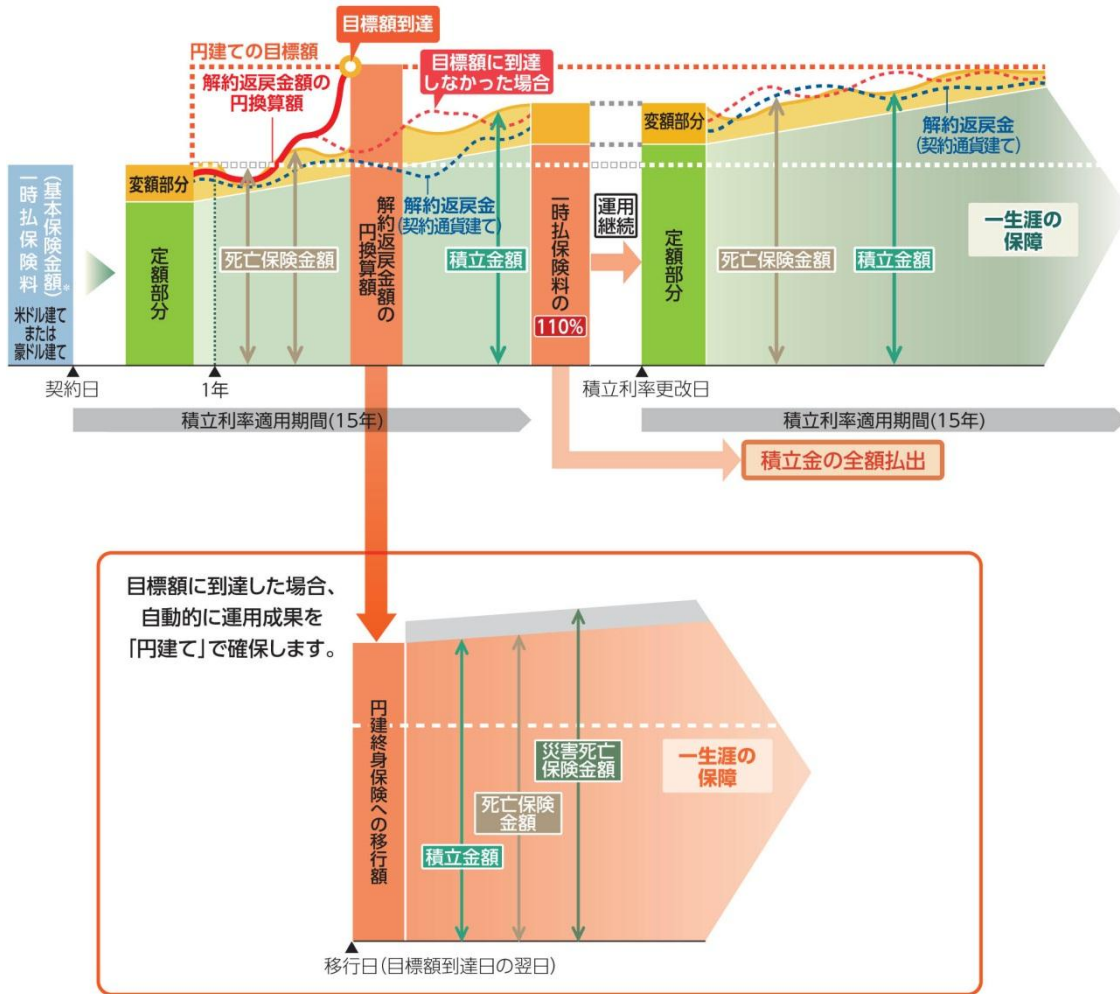 目標額到達
円建ての目標額
解約返戻金額の
円換算額
目標額に到達
しなかった場合
一時払保険料
(基本保険金額)*
米ドル建て
または
豪ドル建て
変額部分
定額部分
死亡保険金額
解約返戻金額の
円換算額
解約返戻金
(契約通貨建て)
積立金額
一時払保険料の
110%
運用
継続
変額部分
定額部分
死亡保険金額
積立金額
解約返戻金
(契約通貨建て)
一生涯の
保障
契約日
1年
積立利率更改日
積立利率適用期間(15年)
積立利率適用期間(15年)
積立金の全額払出
目標額に到達した場合、
自動的に運用成果を
「円建て」で確保します。
円建終身保険への移行額
積立金額
死亡保険
金額
災害死亡
保険金額
一生涯の
保障
移行日(目標額到達日の翌日)